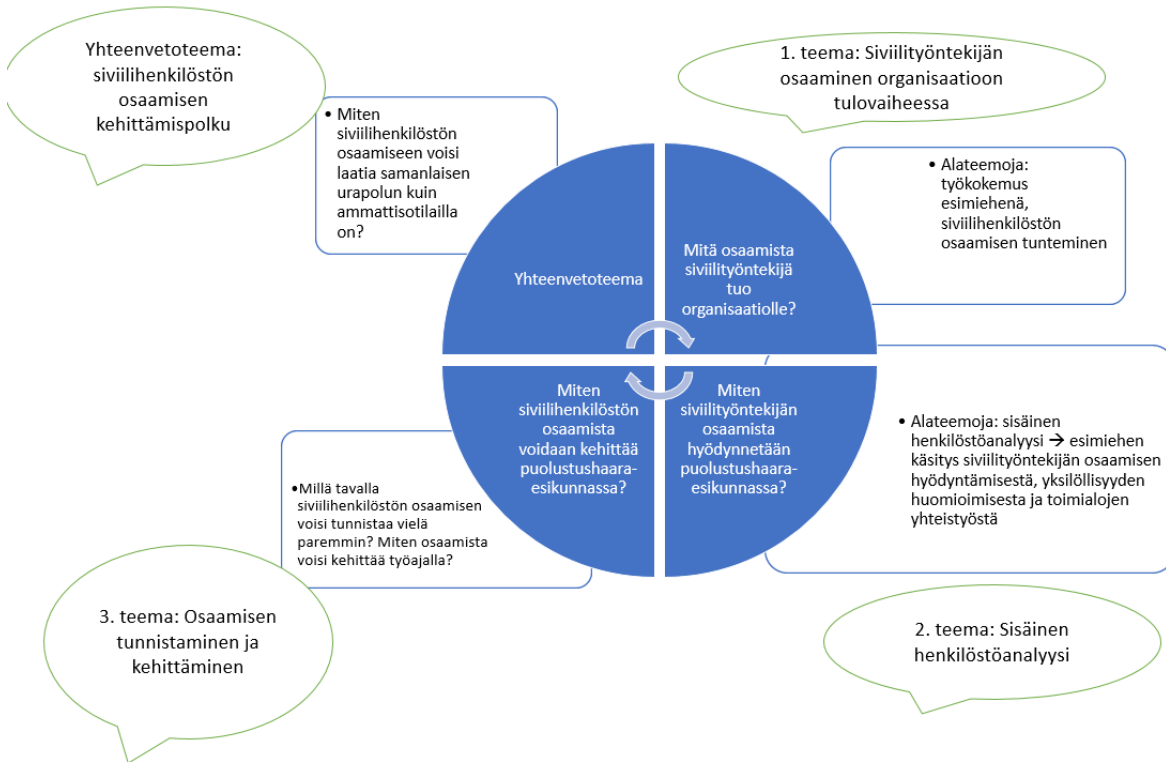 Yhteenvetoteema:
siviilihenkilöstön
osaamisen
kehittämispolku
• Miten
siviilihenkilöstön
osaamiseen voisi
laatia samanlaisen
urapolun kuin
ammattisotilailla
on?
Yhteenvetoteema
1. teema: Siviilityöntekijän
osaaminen organisaatioon
tulovaiheessa
• Alateemoja:
työkokemus
esimiehenä,
siviilihenkilöstön
osaamisen tunteminen
Mitä osaamista
siviilityöntekijä
tuo
organisaatiolle?
Miten
siviilityöntekijän
osaamista
hyödynnetään
puolustushaara-
esikunnassa?
• Alateemoja: sisäinen
henkilöstöanalyysi → esimiehen
käsitys siviilityöntekijän osaamisen
hyödyntämisestä, yksilöllisyyden
huomioimisesta ja toimialojen
yhteistyöstä
2. teema: Sisäinen
henkilöstöanalyysi
Miten
siviilihenkilöstön
osaamista
voidaan kehittää
puolustushaara-
esikunnassa?
•Millä tavalla
siviilihenkilöstön osaamisen
voisi tunnistaa vielä
paremmin? Miten osaamista
voisi kehittää työajalla?
3. teema: Osaamisen
tunnistaminen ja
kehittäminen